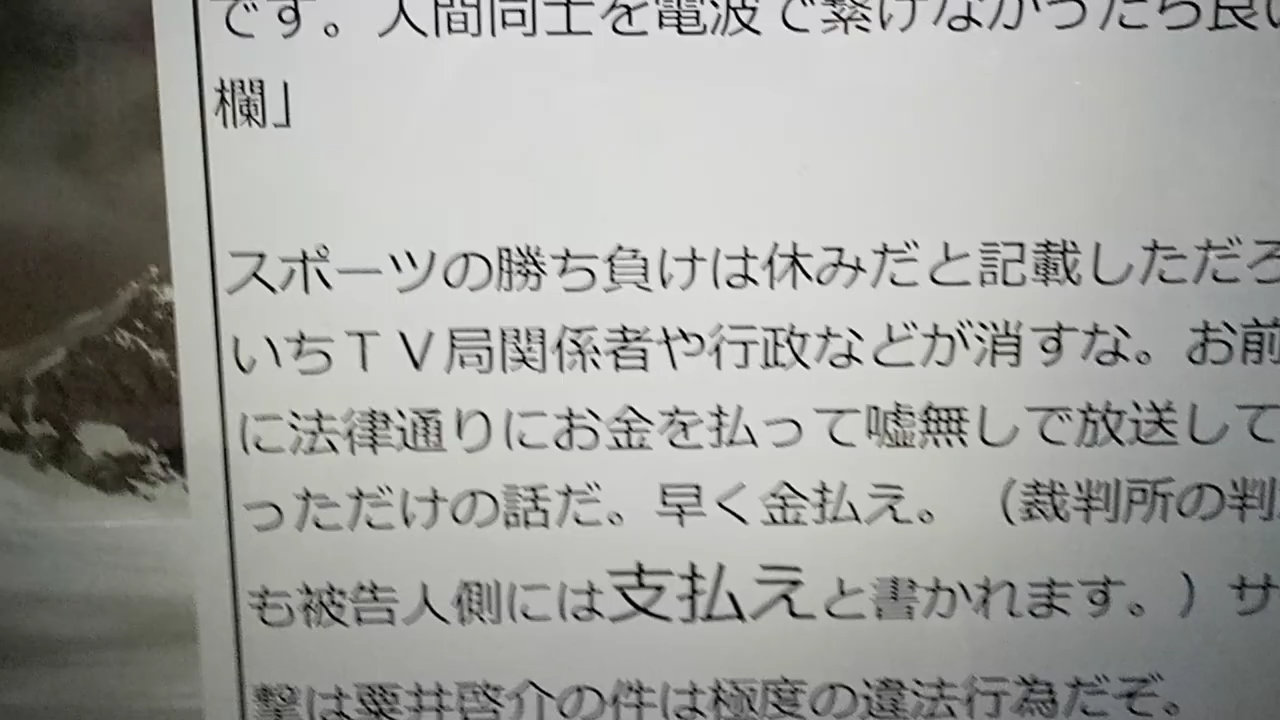 です。人間同士を電波で繋げなかったら良い
欄」
スポーツの勝ち負けは休みだと記載しただろ
いちＴＶ局関係者や行政などが消すな。お前
に法律通りにお金を払って嘘無しで放送して
っただけの話だ。早く金払え。（裁判所の判
も被告人側には支払えと書かれます。）サ
撃は粟井啓介の件は極度の違法行為だぞ。